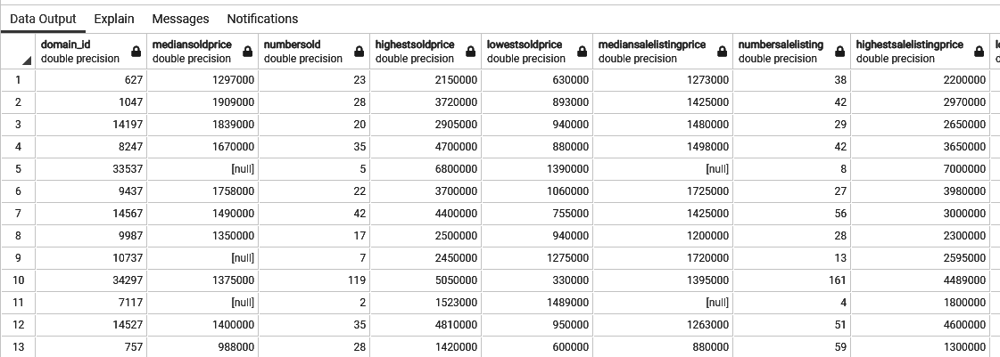 Data Output Explain Messages Notifications
domain_id mediansoldprice numbersold highestsoldprice lowestsoldprice mediansalelistingprice numbersalelisting highestsalelistingprice
double precision double precision double precision double precision double precision double precision double precision double precision
1 627 1297000 23 2150000 630000 1273000 38 2200000
2 1047 1909000 28 3720000 893000 1425000 42 2970000
3 14197 1839000 20 2905000 940000 1480000 29 2650000
4 8247 1670000 35 4700000 880000 1498000 42 3650000
5 33537 [null] 5 6800000 1390000 [null] 8 7000000
6 9437 1758000 22 3700000 1060000 1725000 27 3980000
7 14567 1490000 42 4400000 755000 1425000 56 3000000
8 9987 1350000 17 2500000 940000 1200000 28 2300000
9 10737 [null] 7 2450000 1275000 1720000 13 2595000
10 34297 1375000 119 5050000 330000 1395000 161 4489000
11 7117 [null] 2 1523000 1489000 [null] 4 1800000
12 14527 1400000 35 4810000 950000 1263000 51 4600000
13 757 988000 28 1420000 600000 880000 59 1300000